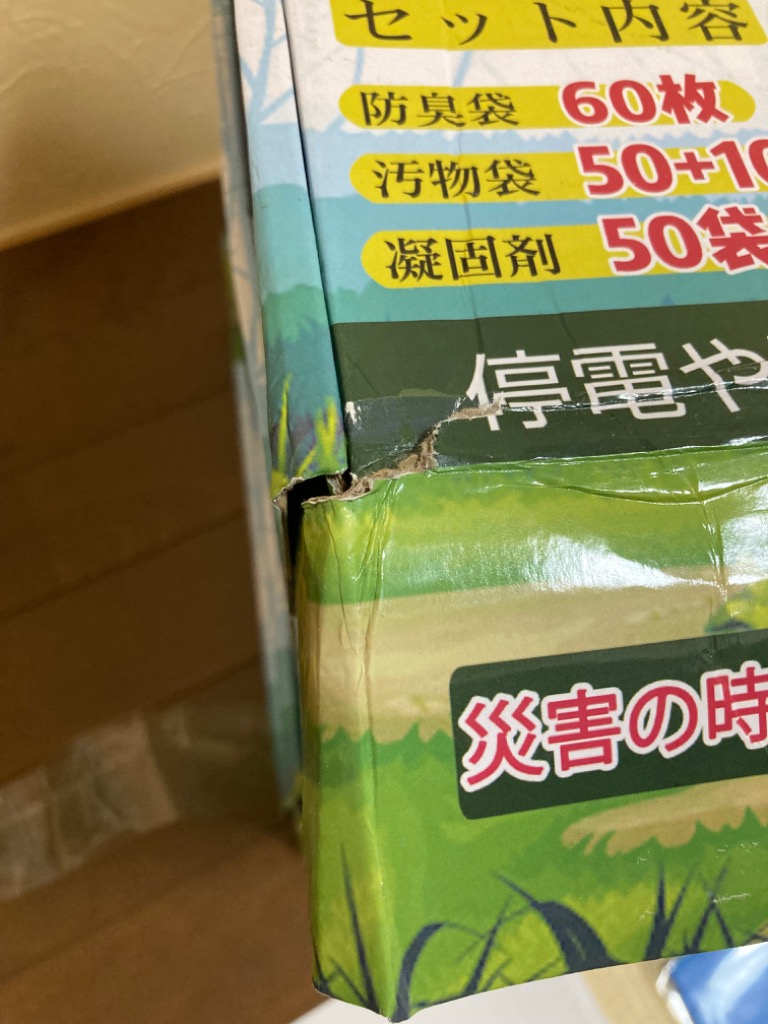 セット内容
防臭袋 60枚
汚物袋 50+10
凝固剤 50袋
停電や
災害の時